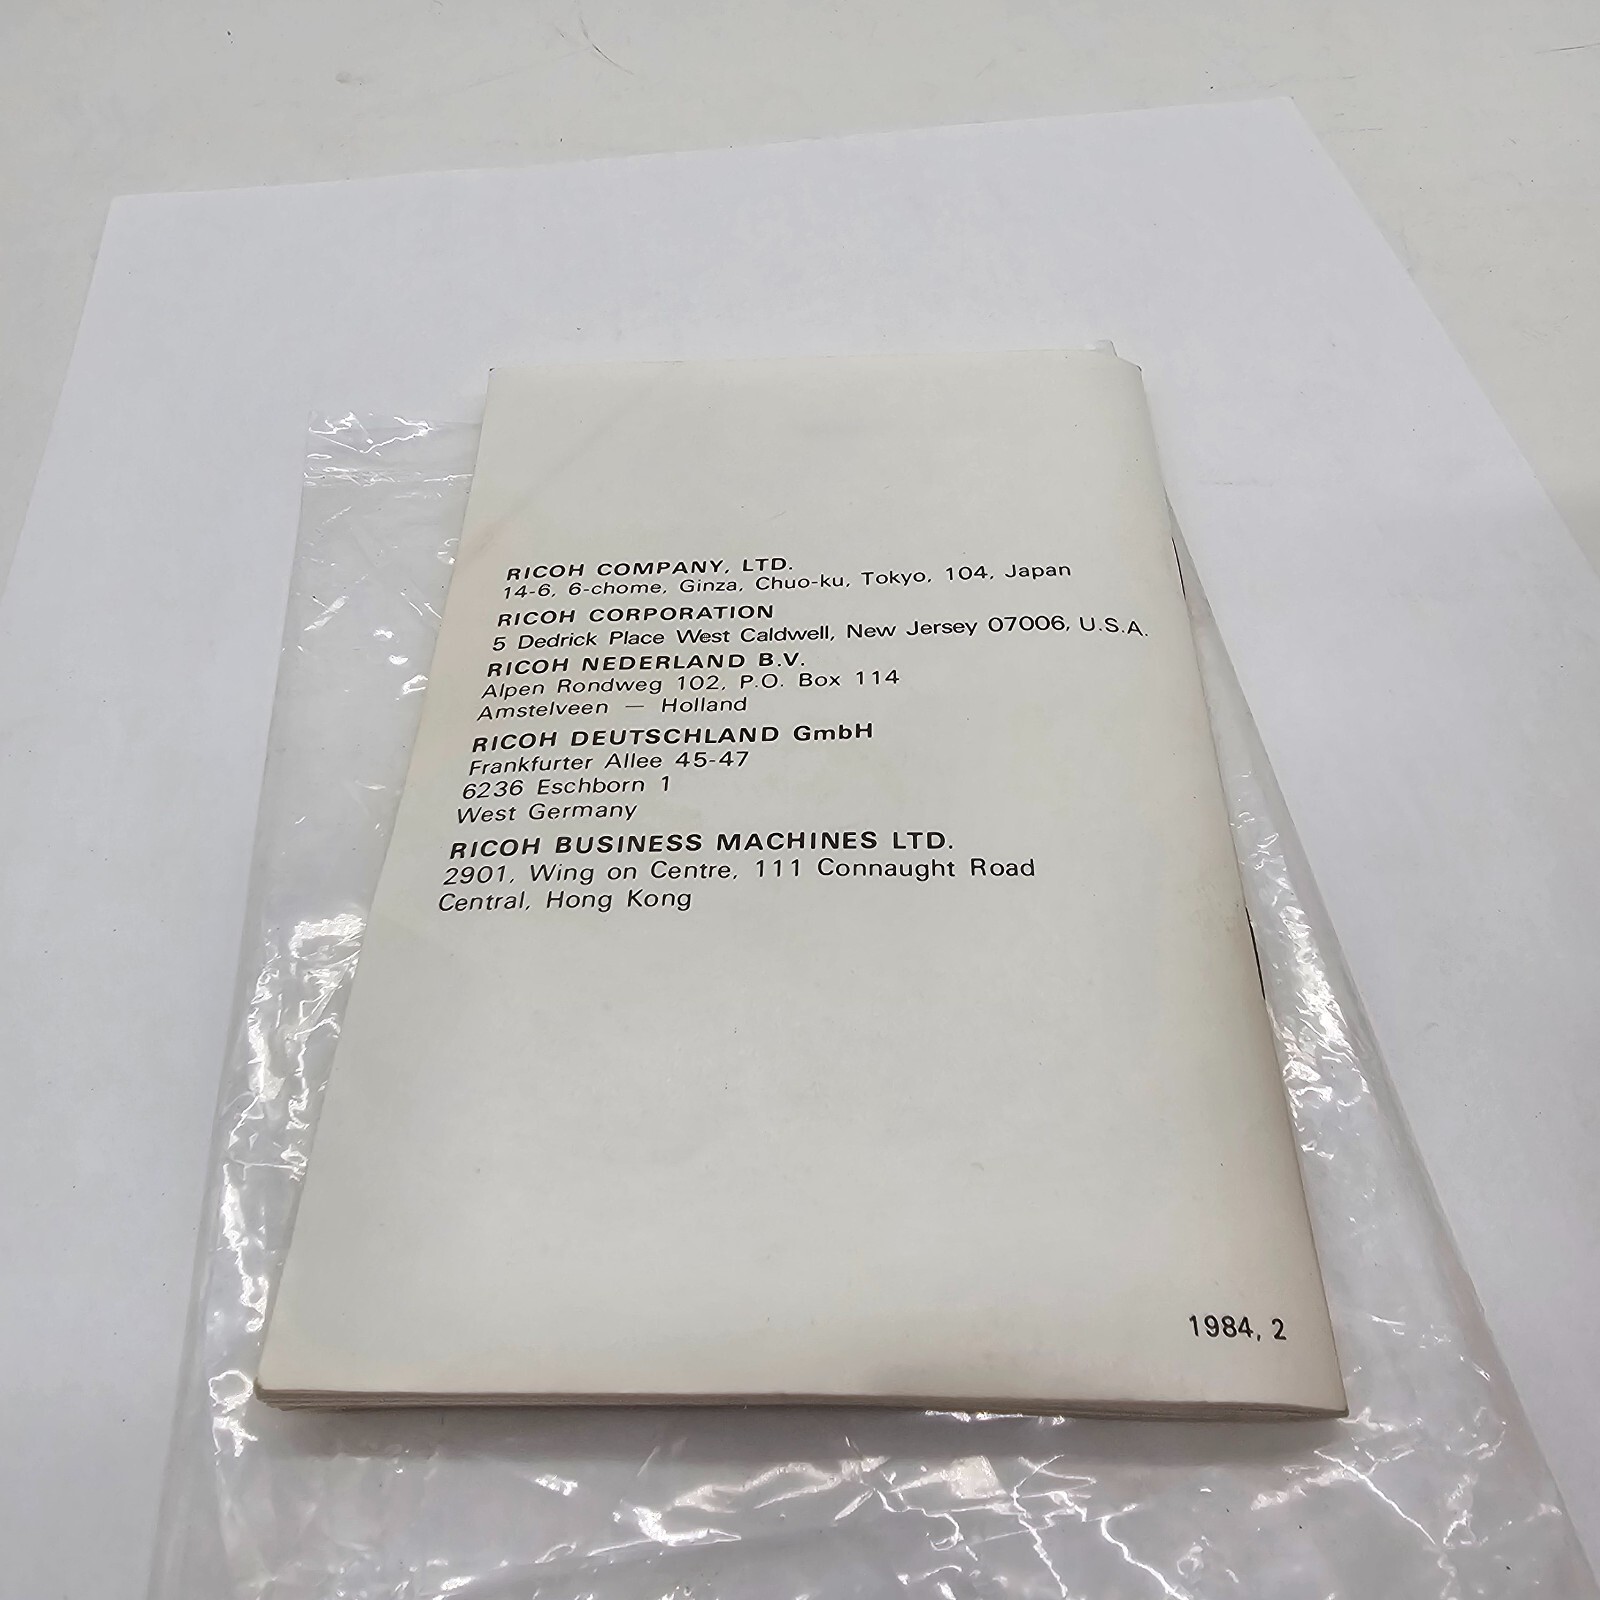 RICOH COMPANY, LTD.
14-6, 6-chome, Ginza, Chuo-ku, Tokyo, 104, Japan
RICOH CORPORATION
5 Dedrick Place West Caldwell, New Jersey 07006, U.S.A.
RICOH NEDERLAND B.V.
Alpen Rondweg 102, P.O. Box 114
Amstelveen — Holland
RICOH DEUTSCHLAND GmbH
Frankfurter Allee 45-47
6236 Eschborn 1
West Germany
RICOH BUSINESS MACHINES LTD.
2901, Wing on Centre, 111 Connaught Road
Central, Hong Kong
1984, 2